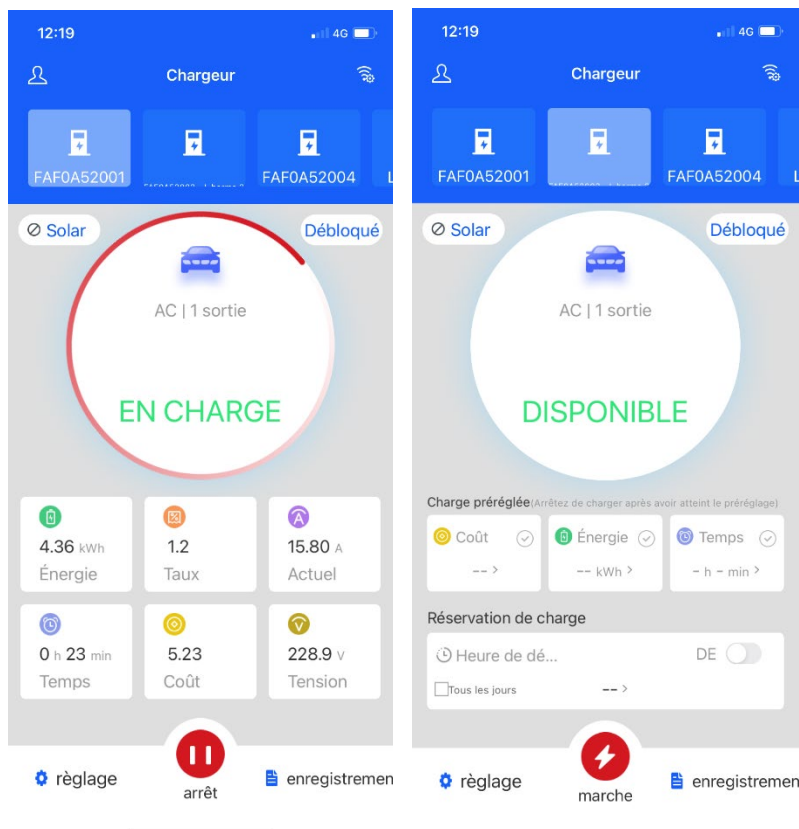 12:19
4G
Chargeur
FAF0A52001
FAF0A52004
L
Solar
Débloqué
AC | 1 sortie
EN CHARGE
4.36 kWh
Énergie
1.2
Taux
15.80 A
Actuel
0 h 23 min
Temps
5.23
Coût
228.9 V
Tension
règlage
arrêt
enregistremen
12:19
4G
Chargeur
FAF0A52001
FAF0A52004
L
Solar
Débloqué
AC | 1 sortie
DISPONIBLE
Charge préréglée(Arrêtez de charger après avoir atteint le préréglage)
Coût
-- >
Énergie
-- kWh >
Temps
- h - min >
Réservation de charge
Heure de dé...
DE
Tous les jours
-- >
règlage
marche
enregistremen